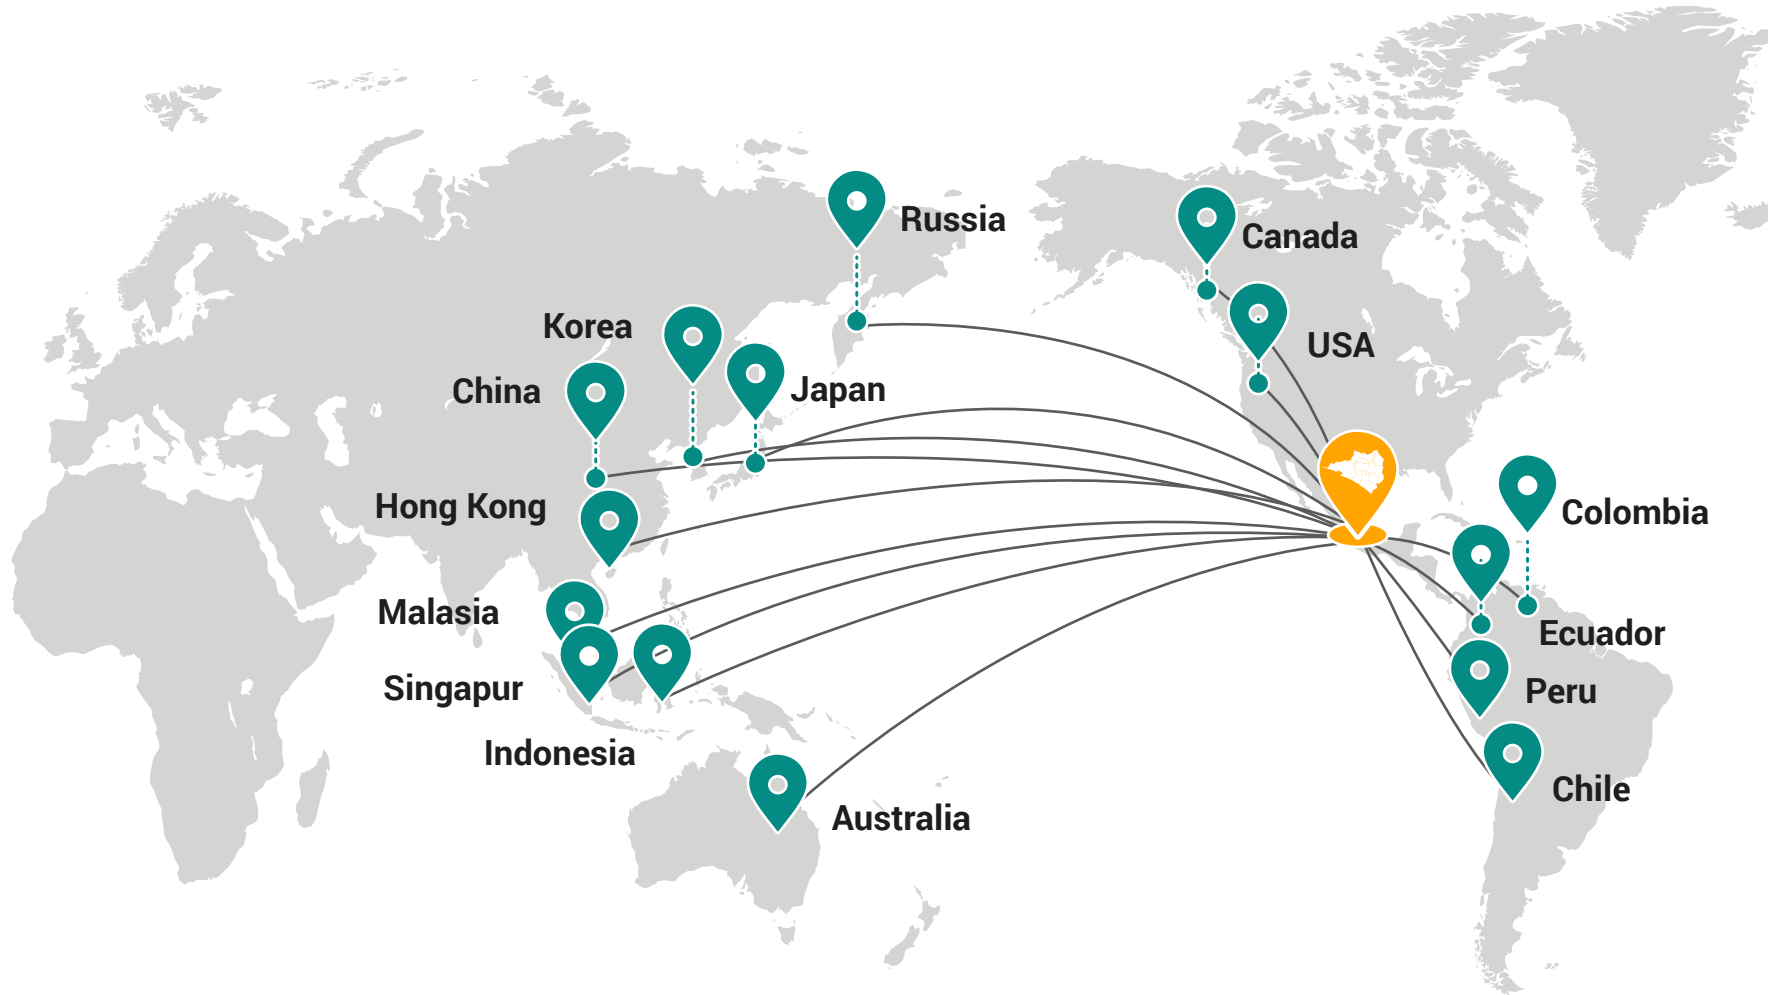 Russia
Canada
Korea
USA
China
Japan
Hong Kong
Colombia
Malasia
Ecuador
Singapur
Peru
Indonesia
Chile
Australia